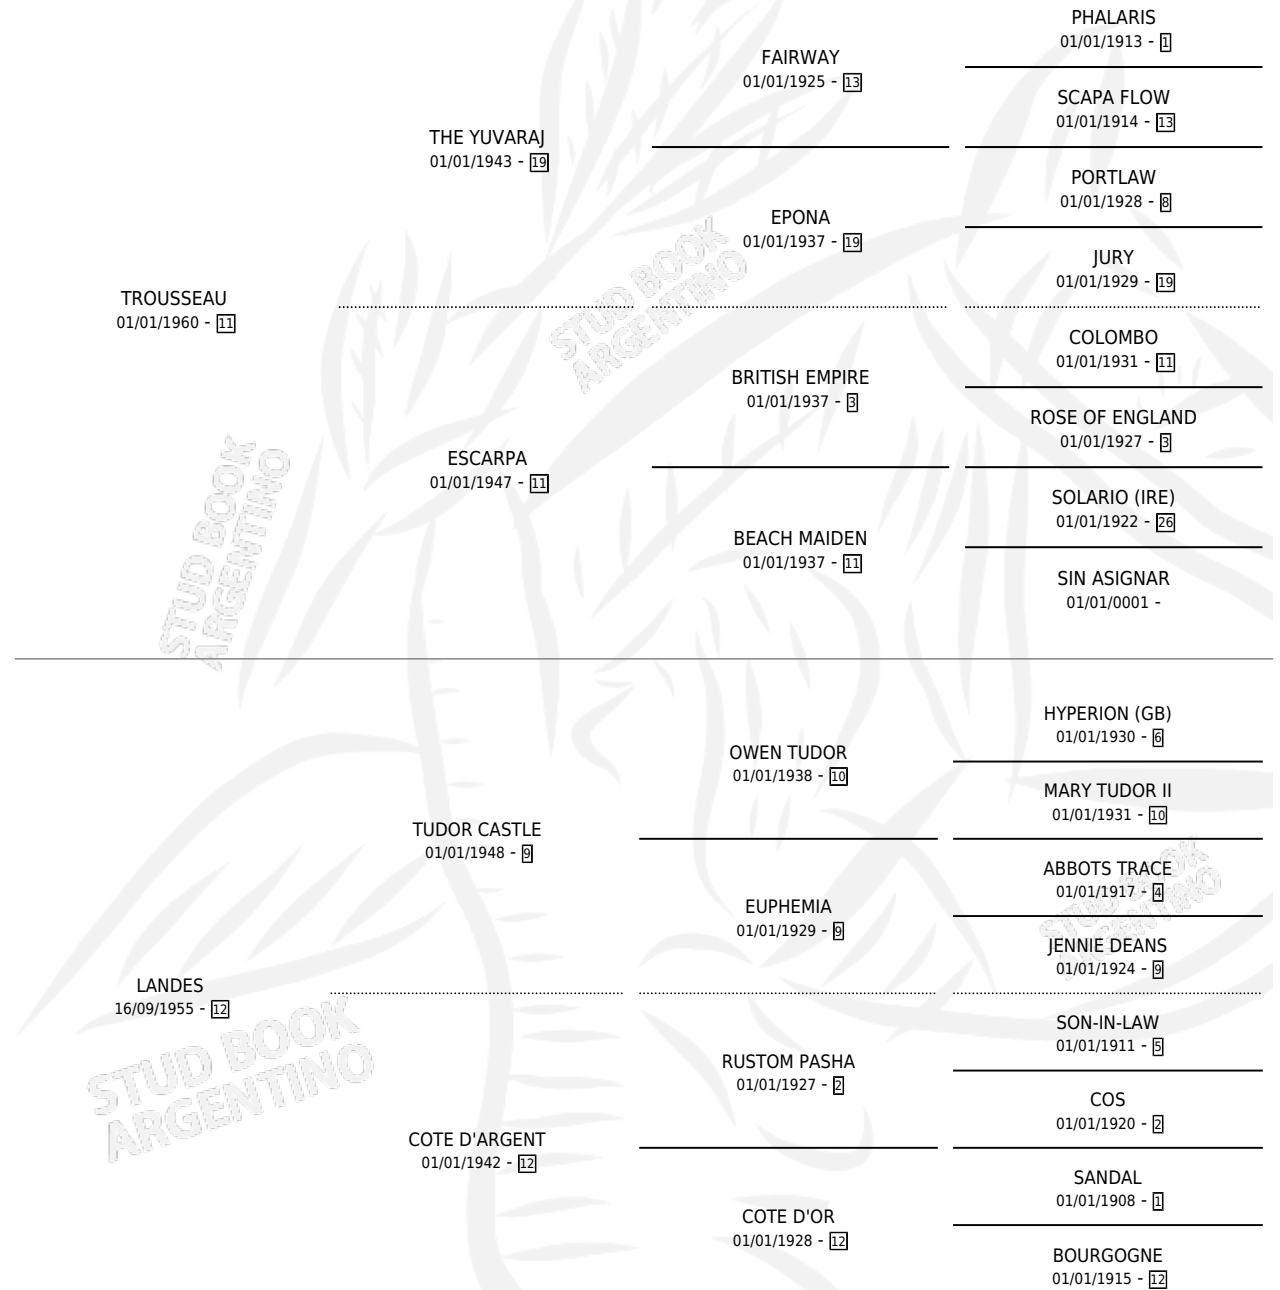 PHALARIS
01/01/1913 - 1
FAIRWAY
01/01/1925 - 13
SCAPA FLOW
01/01/1914 - 13
THE YUVARAJ
01/01/1943 - 19
PORTLAW
01/01/1928 - 8
EPONA
01/01/1937 - 19
JURY
01/01/1929 - 19
TROUSSEAU
01/01/1960 - 11
STUD BOOK
ARGENTINO
COLOMBO
01/01/1931 - 11
BRITISH EMPIRE
01/01/1937 - 3
ROSE OF ENGLAND
01/01/1927 - 3
ESCARPA
01/01/1947 - 11
SOLARIO (IRE)
01/01/1922 - 26
BEACH MAIDEN
01/01/1937 - 11
SIN ASIGNAR
01/01/0001 -
STUD BOOK
ARGENTINO
HYPERION (GB)
01/01/1930 - 6
OWEN TUDOR
01/01/1938 - 10
MARY TUDOR II
01/01/1931 - 10
TUDOR CASTLE
01/01/1948 - 9
ABBOTS TRACE
01/01/1917 - 4
STUD BOOK
ARGENTINO
EUPHEMIA
01/01/1929 - 9
JENNIE DEANS
01/01/1924 - 9
LANDES
16/09/1955 - 12
STUD BOOK
ARGENTINO
SON-IN-LAW
01/01/1911 - 5
RUSTOM PASHA
01/01/1927 - 2
COS
01/01/1920 - 2
COTE D'ARGENT
01/01/1942 - 12
SANDAL
01/01/1908 - 1
COTE D'OR
01/01/1928 - 12
BOURGOGNE
01/01/1915 - 12